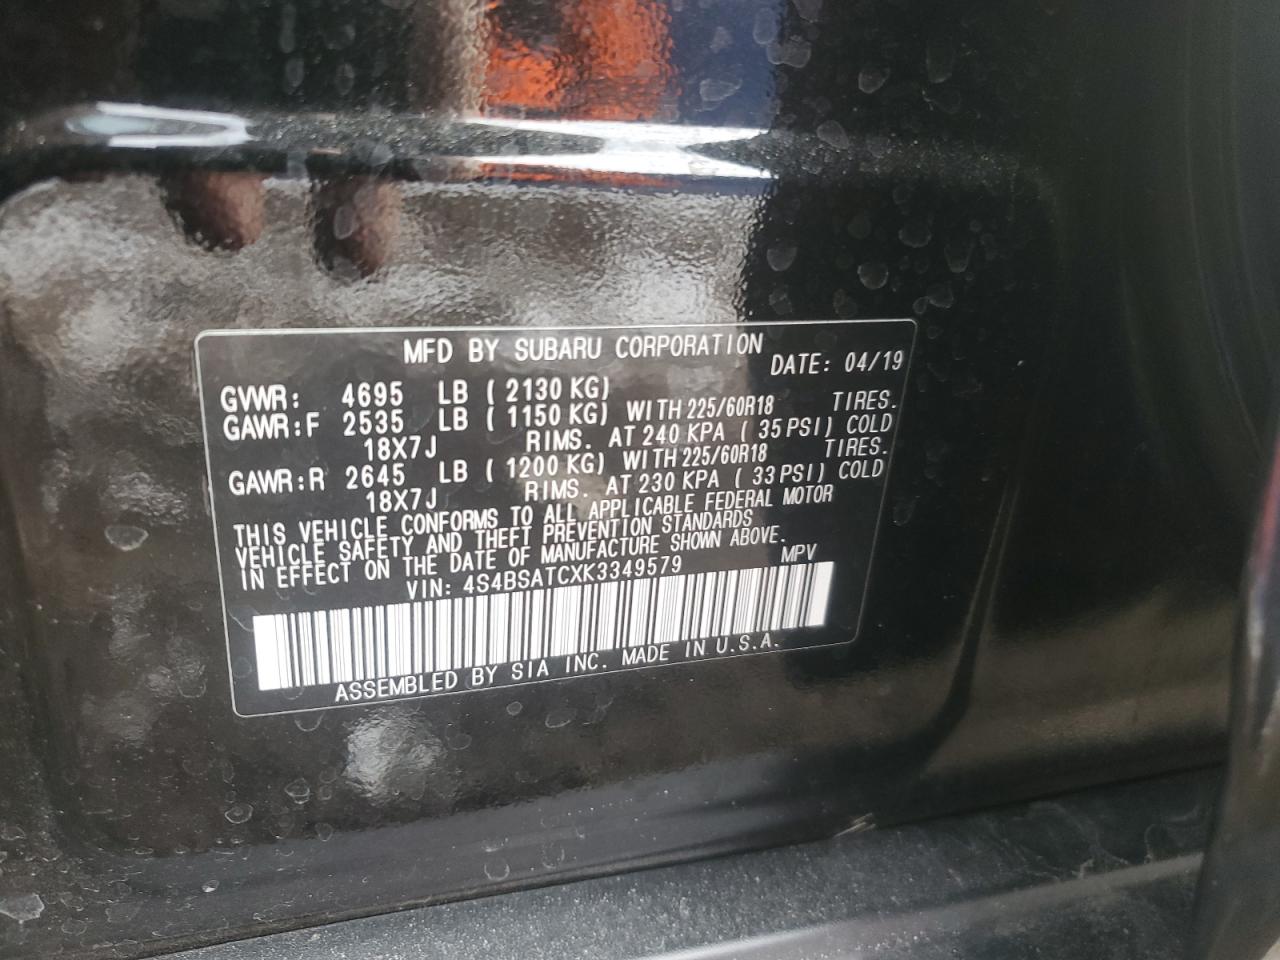 MFD BY SUBARU CORPORATION DATE: 04/19
GVWR: 4695 LB ( 2130 KG)
GAWR:F 2535 LB ( 1150 KG) WITH 225/60R18 TIRES.
18X7J RIMS. AT 240 KPA ( 35 PSI) COLD
GAWR:R 2645 LB ( 1200 KG) WITH 225/60R18 TIRES.
18X7J RIMS. AT 230 KPA ( 33 PSI) COLD
THIS VEHICLE CONFORMS TO ALL APPLICABLE FEDERAL MOTOR
VEHICLE SAFETY AND THEFT PREVENTION STANDARDS
IN EFFECT ON THE DATE OF MANUFACTURE SHOWN ABOVE.
VIN: 4S4BSATCXK3349579 MPV
ASSEMBLED BY SIA INC. MADE IN U.S.A.